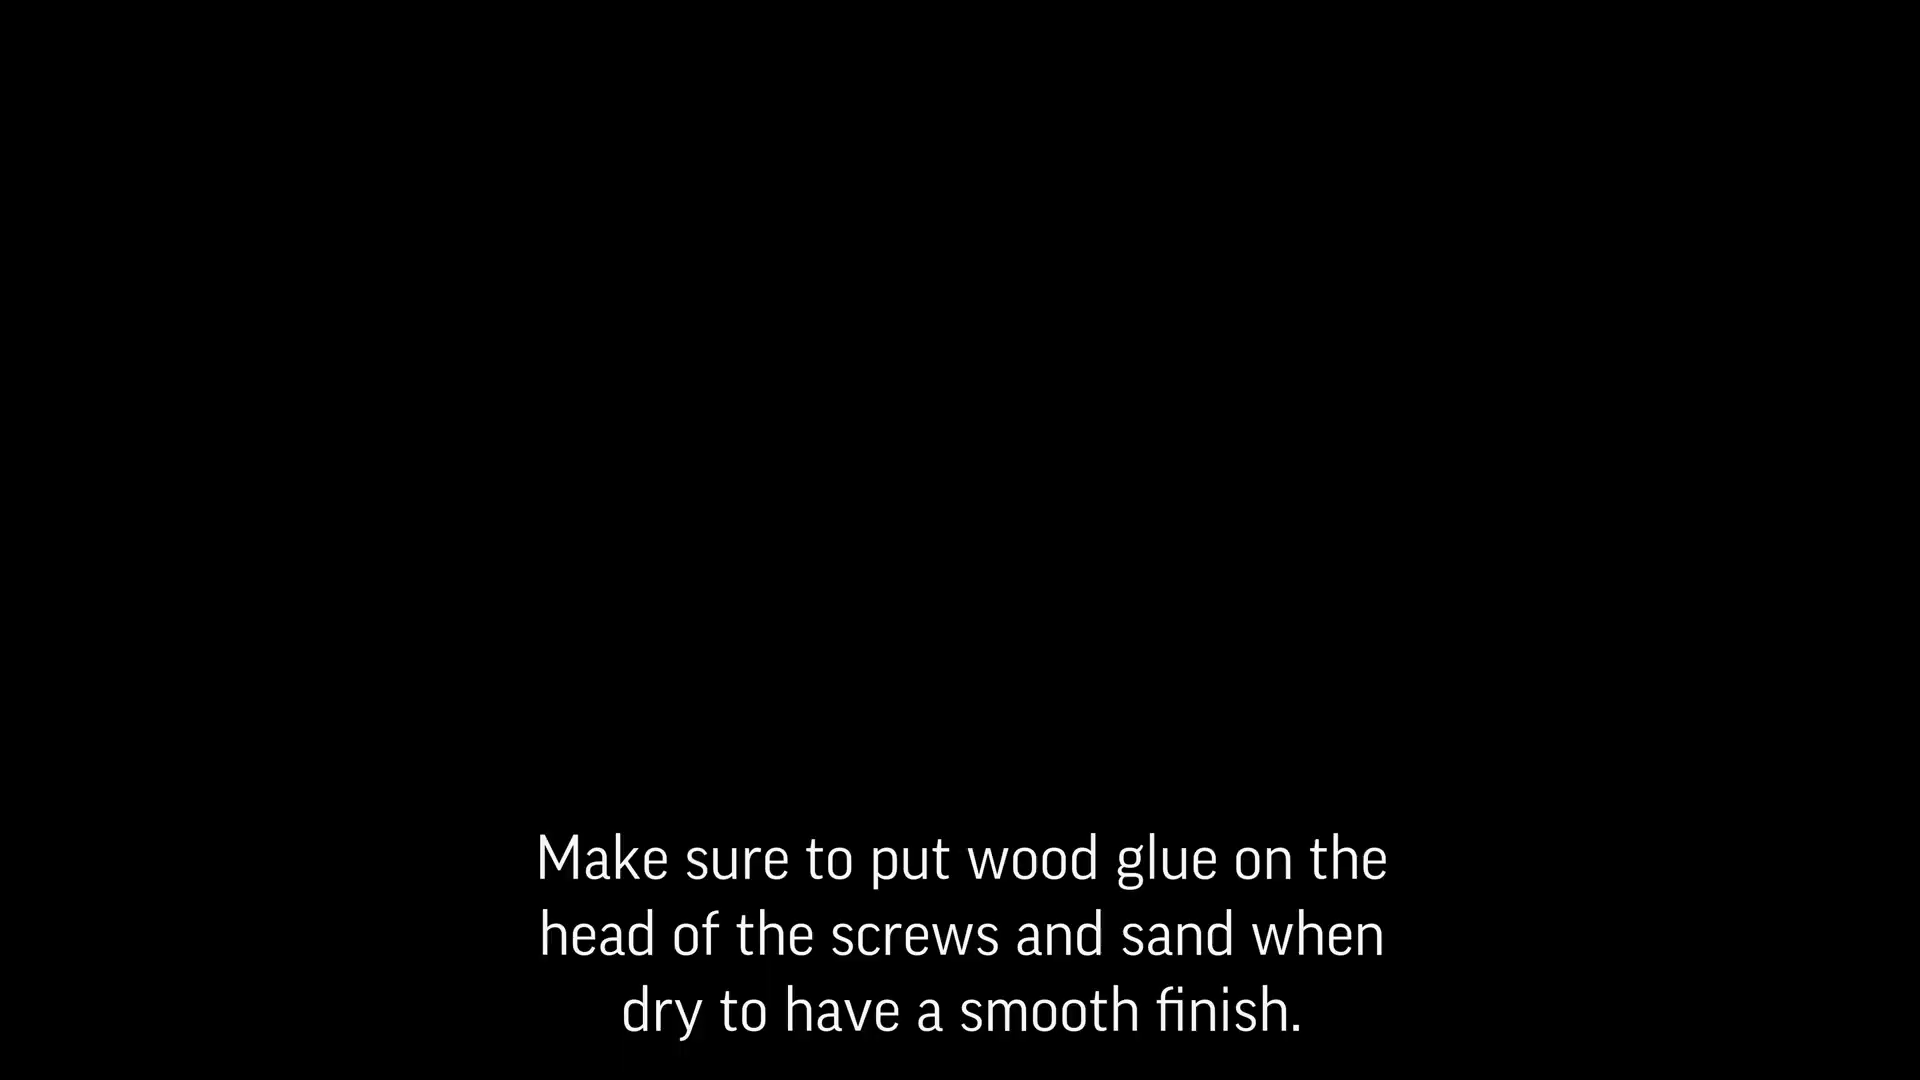 Make sure to put wood glue on the
head of the screws and sand when
dry to have a smooth finish.